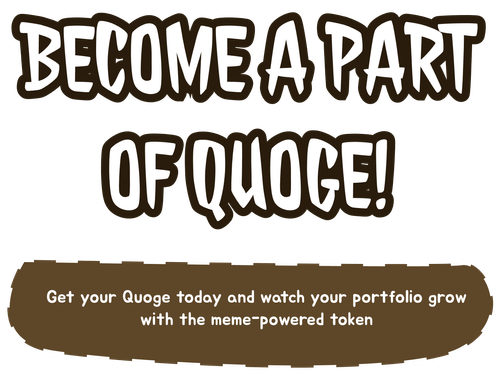 BECOME A PART
OF QUOGE!
Get your Quoge today and watch your portfolio grow
with the meme-powered token